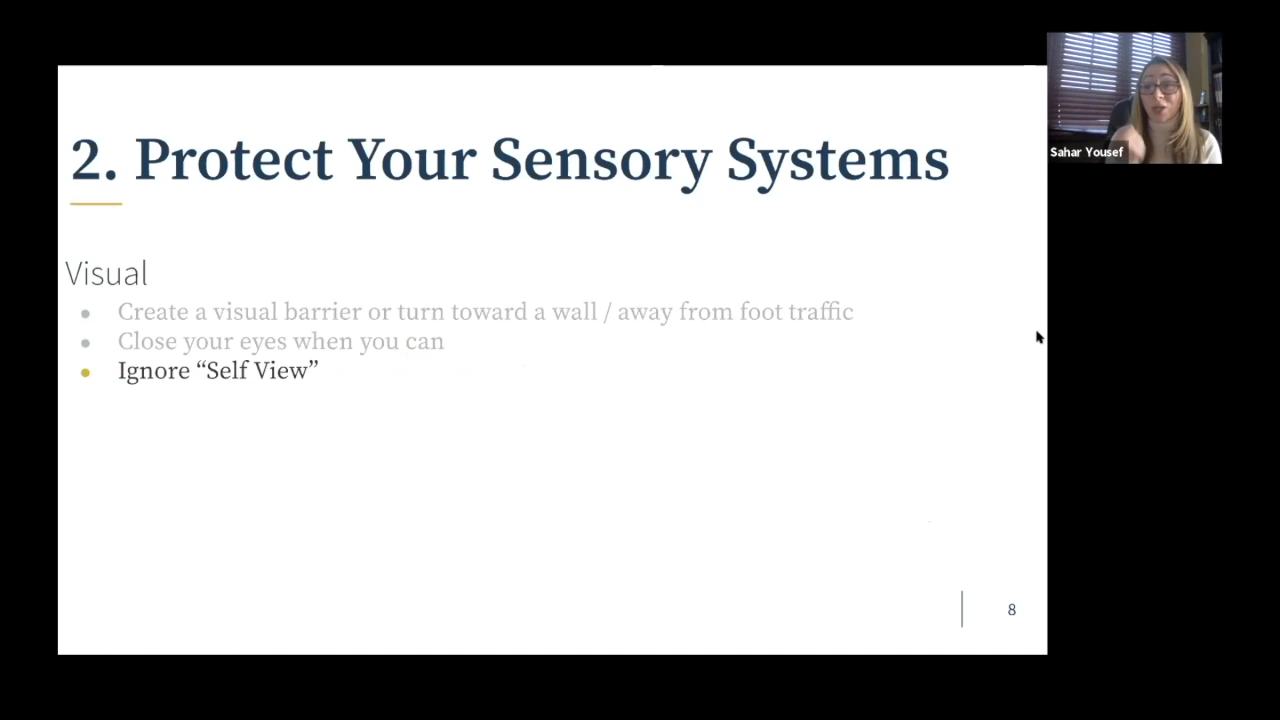 2. Protect Your Sensory Systems
Sahar Yousef
Visual
• Create a visual barrier or turn toward a wall / away from foot traffic
• Close your eyes when you can
• Ignore “Self View”
8